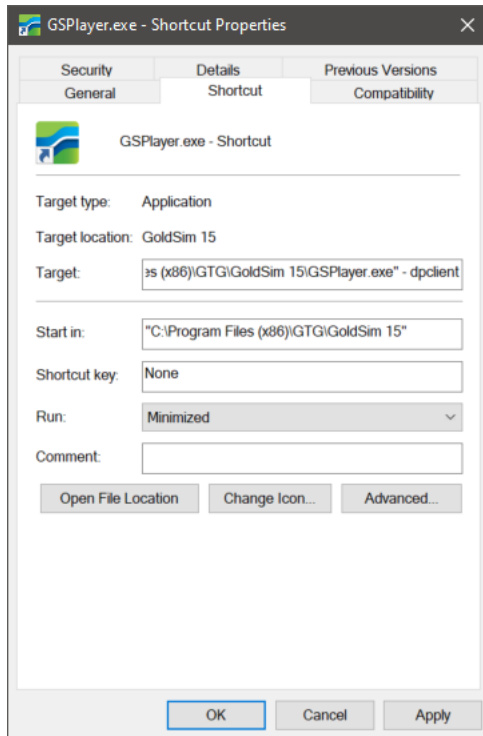 GSPlayer.exe - Shortcut Properties
Security Details Previous Versions
General Shortcut Compatibility
GSPlayer.exe - Shortcut
Target type: Application
Target location: GoldSim 15
Target: es (x86)\GTG\GoldSim 15\GSPlayer.exe" - dpclient
Start in: "C:\Program Files (x86)\GTG\GoldSim 15"
Shortcut key: None
Run: Minimized
Comment:
Open File Location Change Icon... Advanced...
OK Cancel Apply